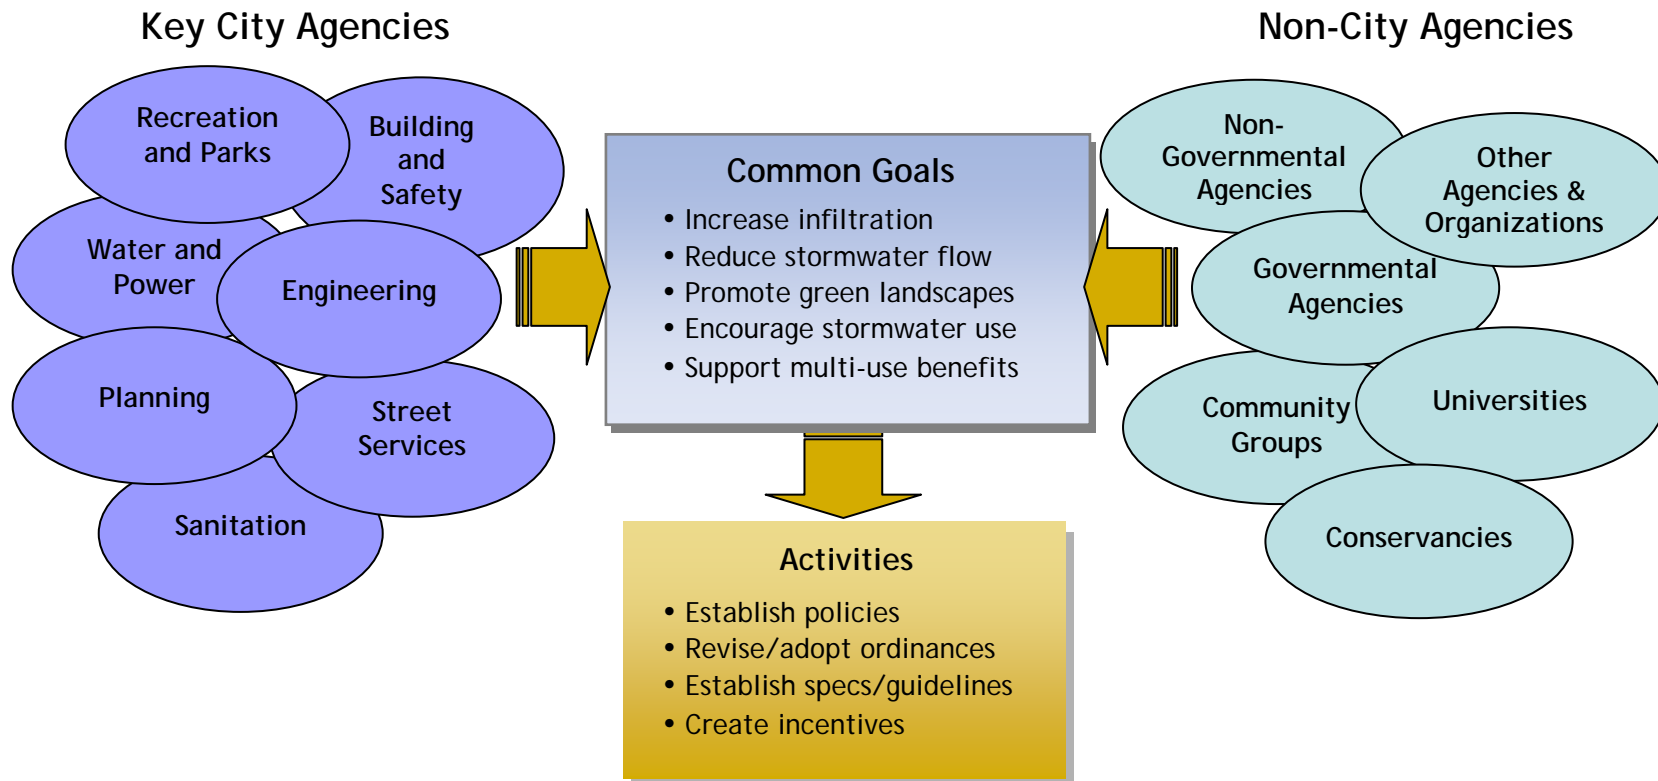 Key City Agencies
Recreation
and Parks
Building
and
Safety
Water and
Power
Engineering
Planning
Street
Services
Sanitation
Common Goals
• Increase infiltration
• Reduce stormwater flow
• Promote green landscapes
• Encourage stormwater use
• Support multi-use benefits
Activities
• Establish policies
• Revise/adopt ordinances
• Establish specs/guidelines
• Create incentives
Non-City Agencies
Non-
Governmental
Agencies
Other
Agencies &
Organizations
Governmental
Agencies
Community
Groups
Universities
Conservancies